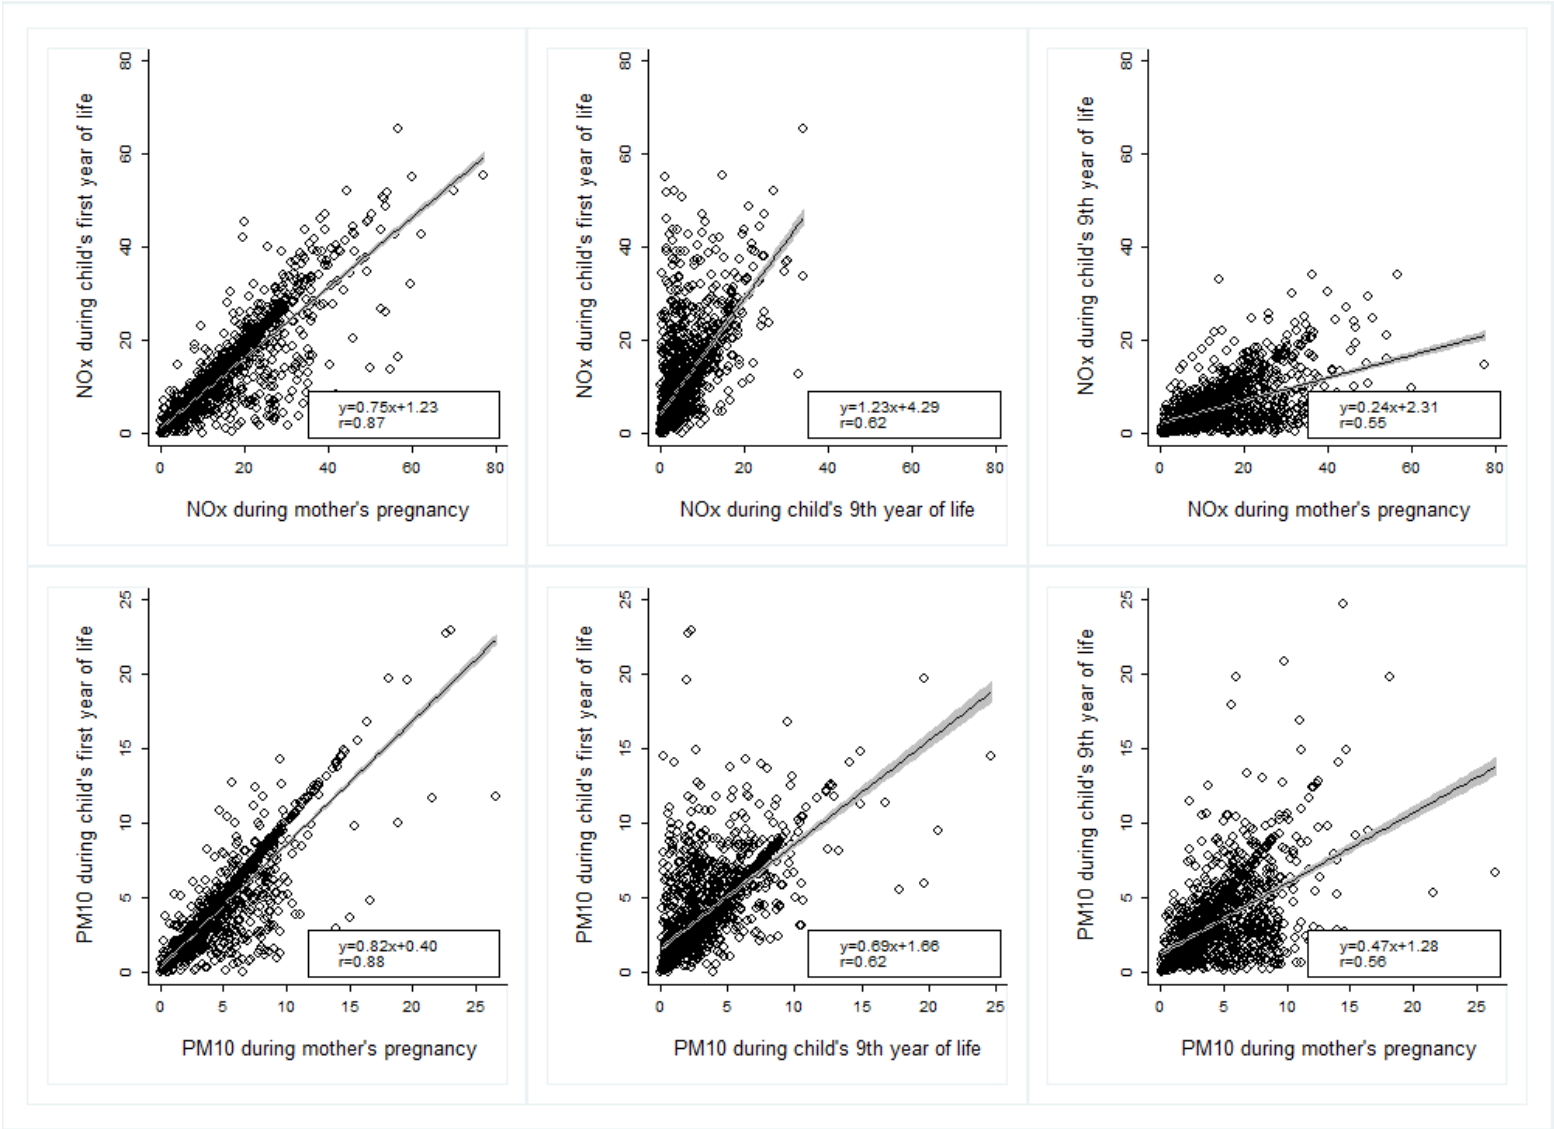 NOx during child's first year of life
80
60
40
20
0
y=0.75x+1.23
r=0.87
0 20 40 60 80
NOx during mother's pregnancy
NOx during child's first year of life
80
60
40
20
0
y=1.23x+4.29
r=0.62
0 20 40 60 80
NOx during child's 9th year of life
NOx during child's 9th year of life
80
60
40
20
0
y=0.24x+2.31
r=0.55
0 20 40 60 80
NOx during mother's pregnancy
PM10 during child's first year of life
25
20
15
10
5
0
y=0.82x+0.40
r=0.88
0 5 10 15 20 25
PM10 during mother's pregnancy
PM10 during child's first year of life
25
20
15
10
5
0
y=0.69x+1.66
r=0.62
0 5 10 15 20 25
PM10 during child's 9th year of life
PM10 during child's 9th year of life
25
20
15
10
5
0
y=0.47x+1.28
r=0.56
0 5 10 15 20 25
PM10 during mother's pregnancy